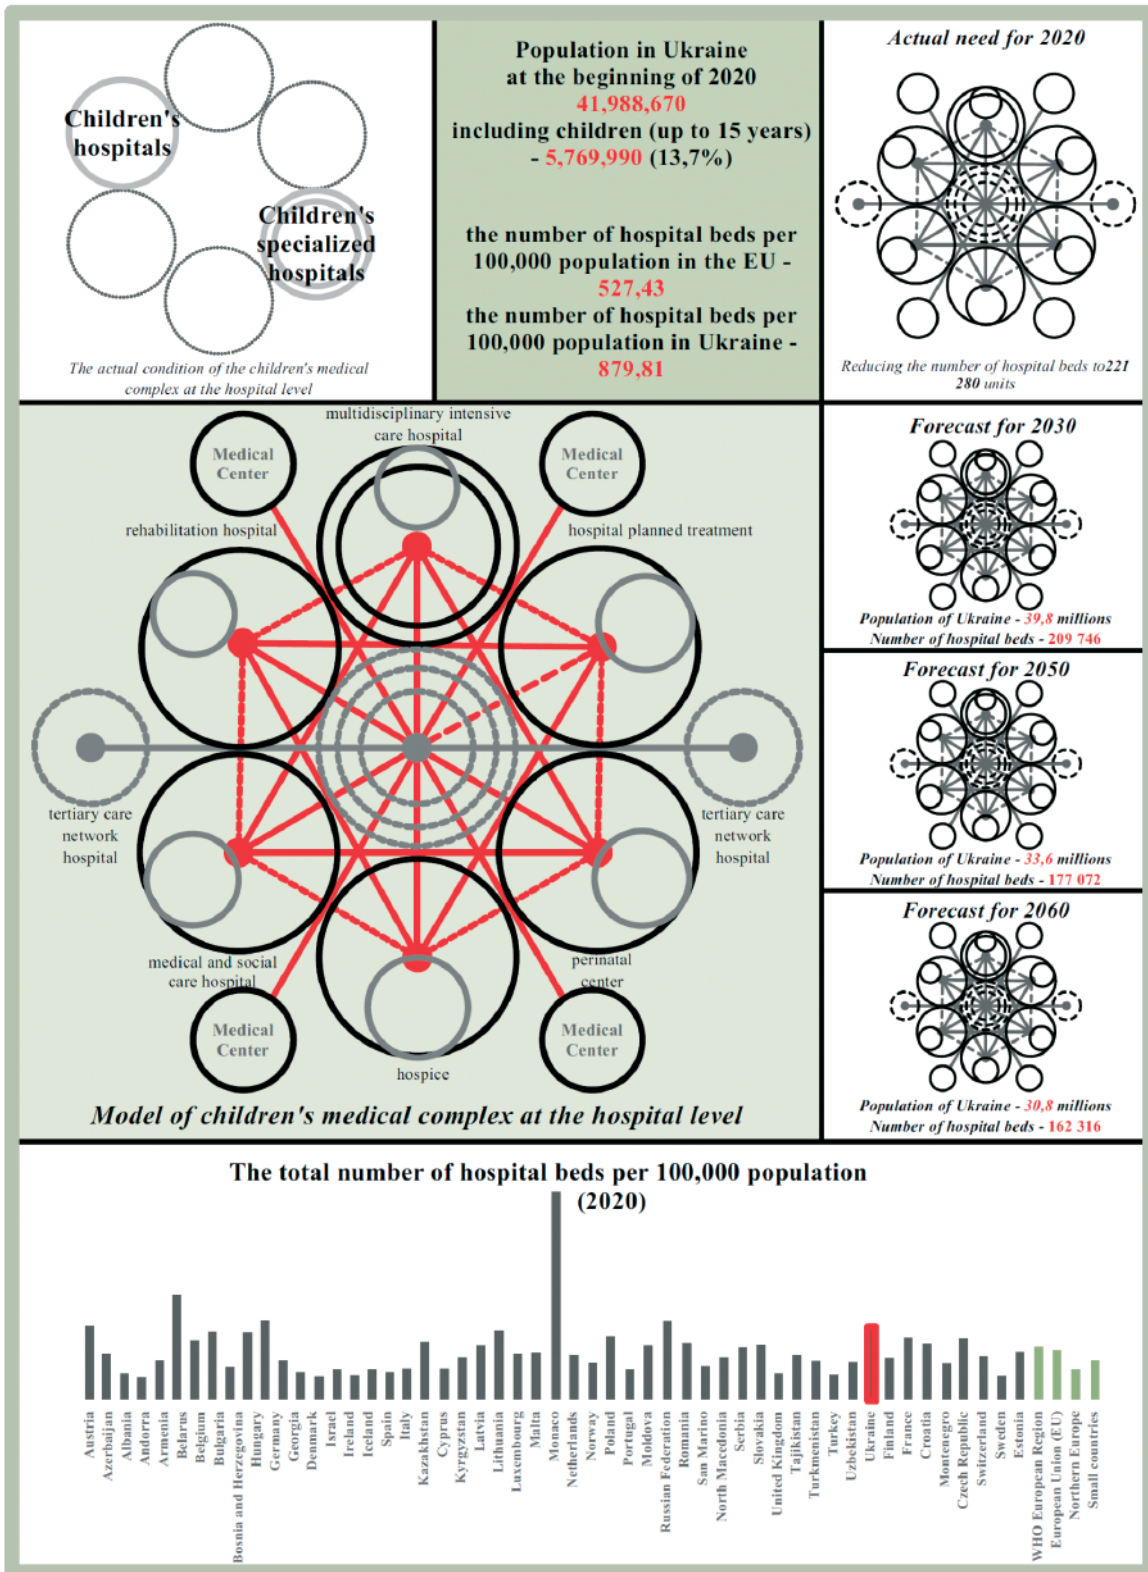 Children's
hospitals
Children's
specialized
hospitals
The actual condition of the children's medical
complex at the hospital level
Population in Ukraine
at the beginning of 2020
41,988,670
including children (up to 15 years)
- 5,769,990 (13,7%)
the number of hospital beds per
100,000 population in the EU -
527,43
the number of hospital beds per
100,000 population in Ukraine -
879,81
Actual need for 2020
Reducing the number of hospital beds to221
280 units
multidisciplinary intensive
care hospital
Medical
Center
Medical
Center
rehabilitation hospital
hospital planned treatment
tertiary care
network
hospital
tertiary care
network
hospital
medical and social
care hospital
perinatal
center
Medical
Center
Medical
Center
hospice
Model of children's medical complex at the hospital level
Forecast for 2030
Population of Ukraine - 39,8 millions
Number of hospital beds - 209 746
Forecast for 2050
Population of Ukraine - 33,6 millions
Number of hospital beds - 177 072
Forecast for 2060
Population of Ukraine - 30,8 millions
Number of hospital beds - 162 316
The total number of hospital beds per 100,000 population
(2020)
Austria
Azerbaijan
Albania
Andorra
Armenia
Belarus
Belgium
Bulgaria
Bosnia and Herzegovina
Hungary
Germany
Georgia
Denmark
Israel
Ireland
Iceland
Spain
Italy
Kazakhstan
Cyprus
Kyrgyzstan
Latvia
Lithuania
Luxembourg
Malta
Monaco
Netherlands
Norway
Poland
Portugal
Moldova
Russian Federation
Romania
San Marino
North Macedonia
Serbia
Slovakia
United Kingdom
Tajikistan
Turkmenistan
Turkey
Uzbekistan
Ukraine
Finland
France
Croatia
Montenegro
Czech Republic
Switzerland
Sweden
Estonia
WHO European Region
European Union (EU)
Northern Europe
Small countries